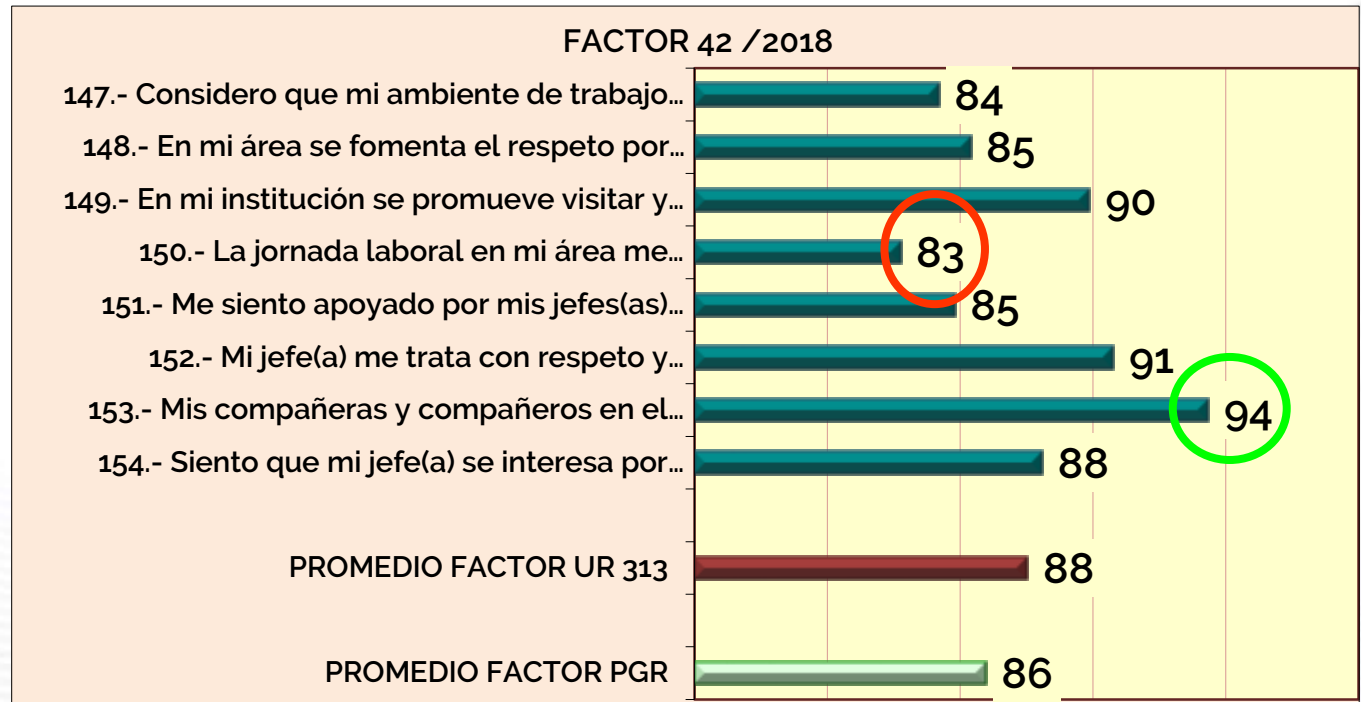 FACTOR 42 /2018
147.- Considero que mi ambiente de trabajo... 84
148.- En mi área se fomenta el respeto por... 85
149.- En mi institución se promueve visitar y... 90
150.- La jornada laboral en mi área me... 83
151.- Me siento apoyado por mis jefes(as)... 85
152.- Mi jefe(a) me trata con respeto y... 91
153.- Mis compañeras y compañeros en el... 94
154.- Siento que mi jefe(a) se interesa por... 88
PROMEDIO FACTOR UR 313 88
PROMEDIO FACTOR PGR 86